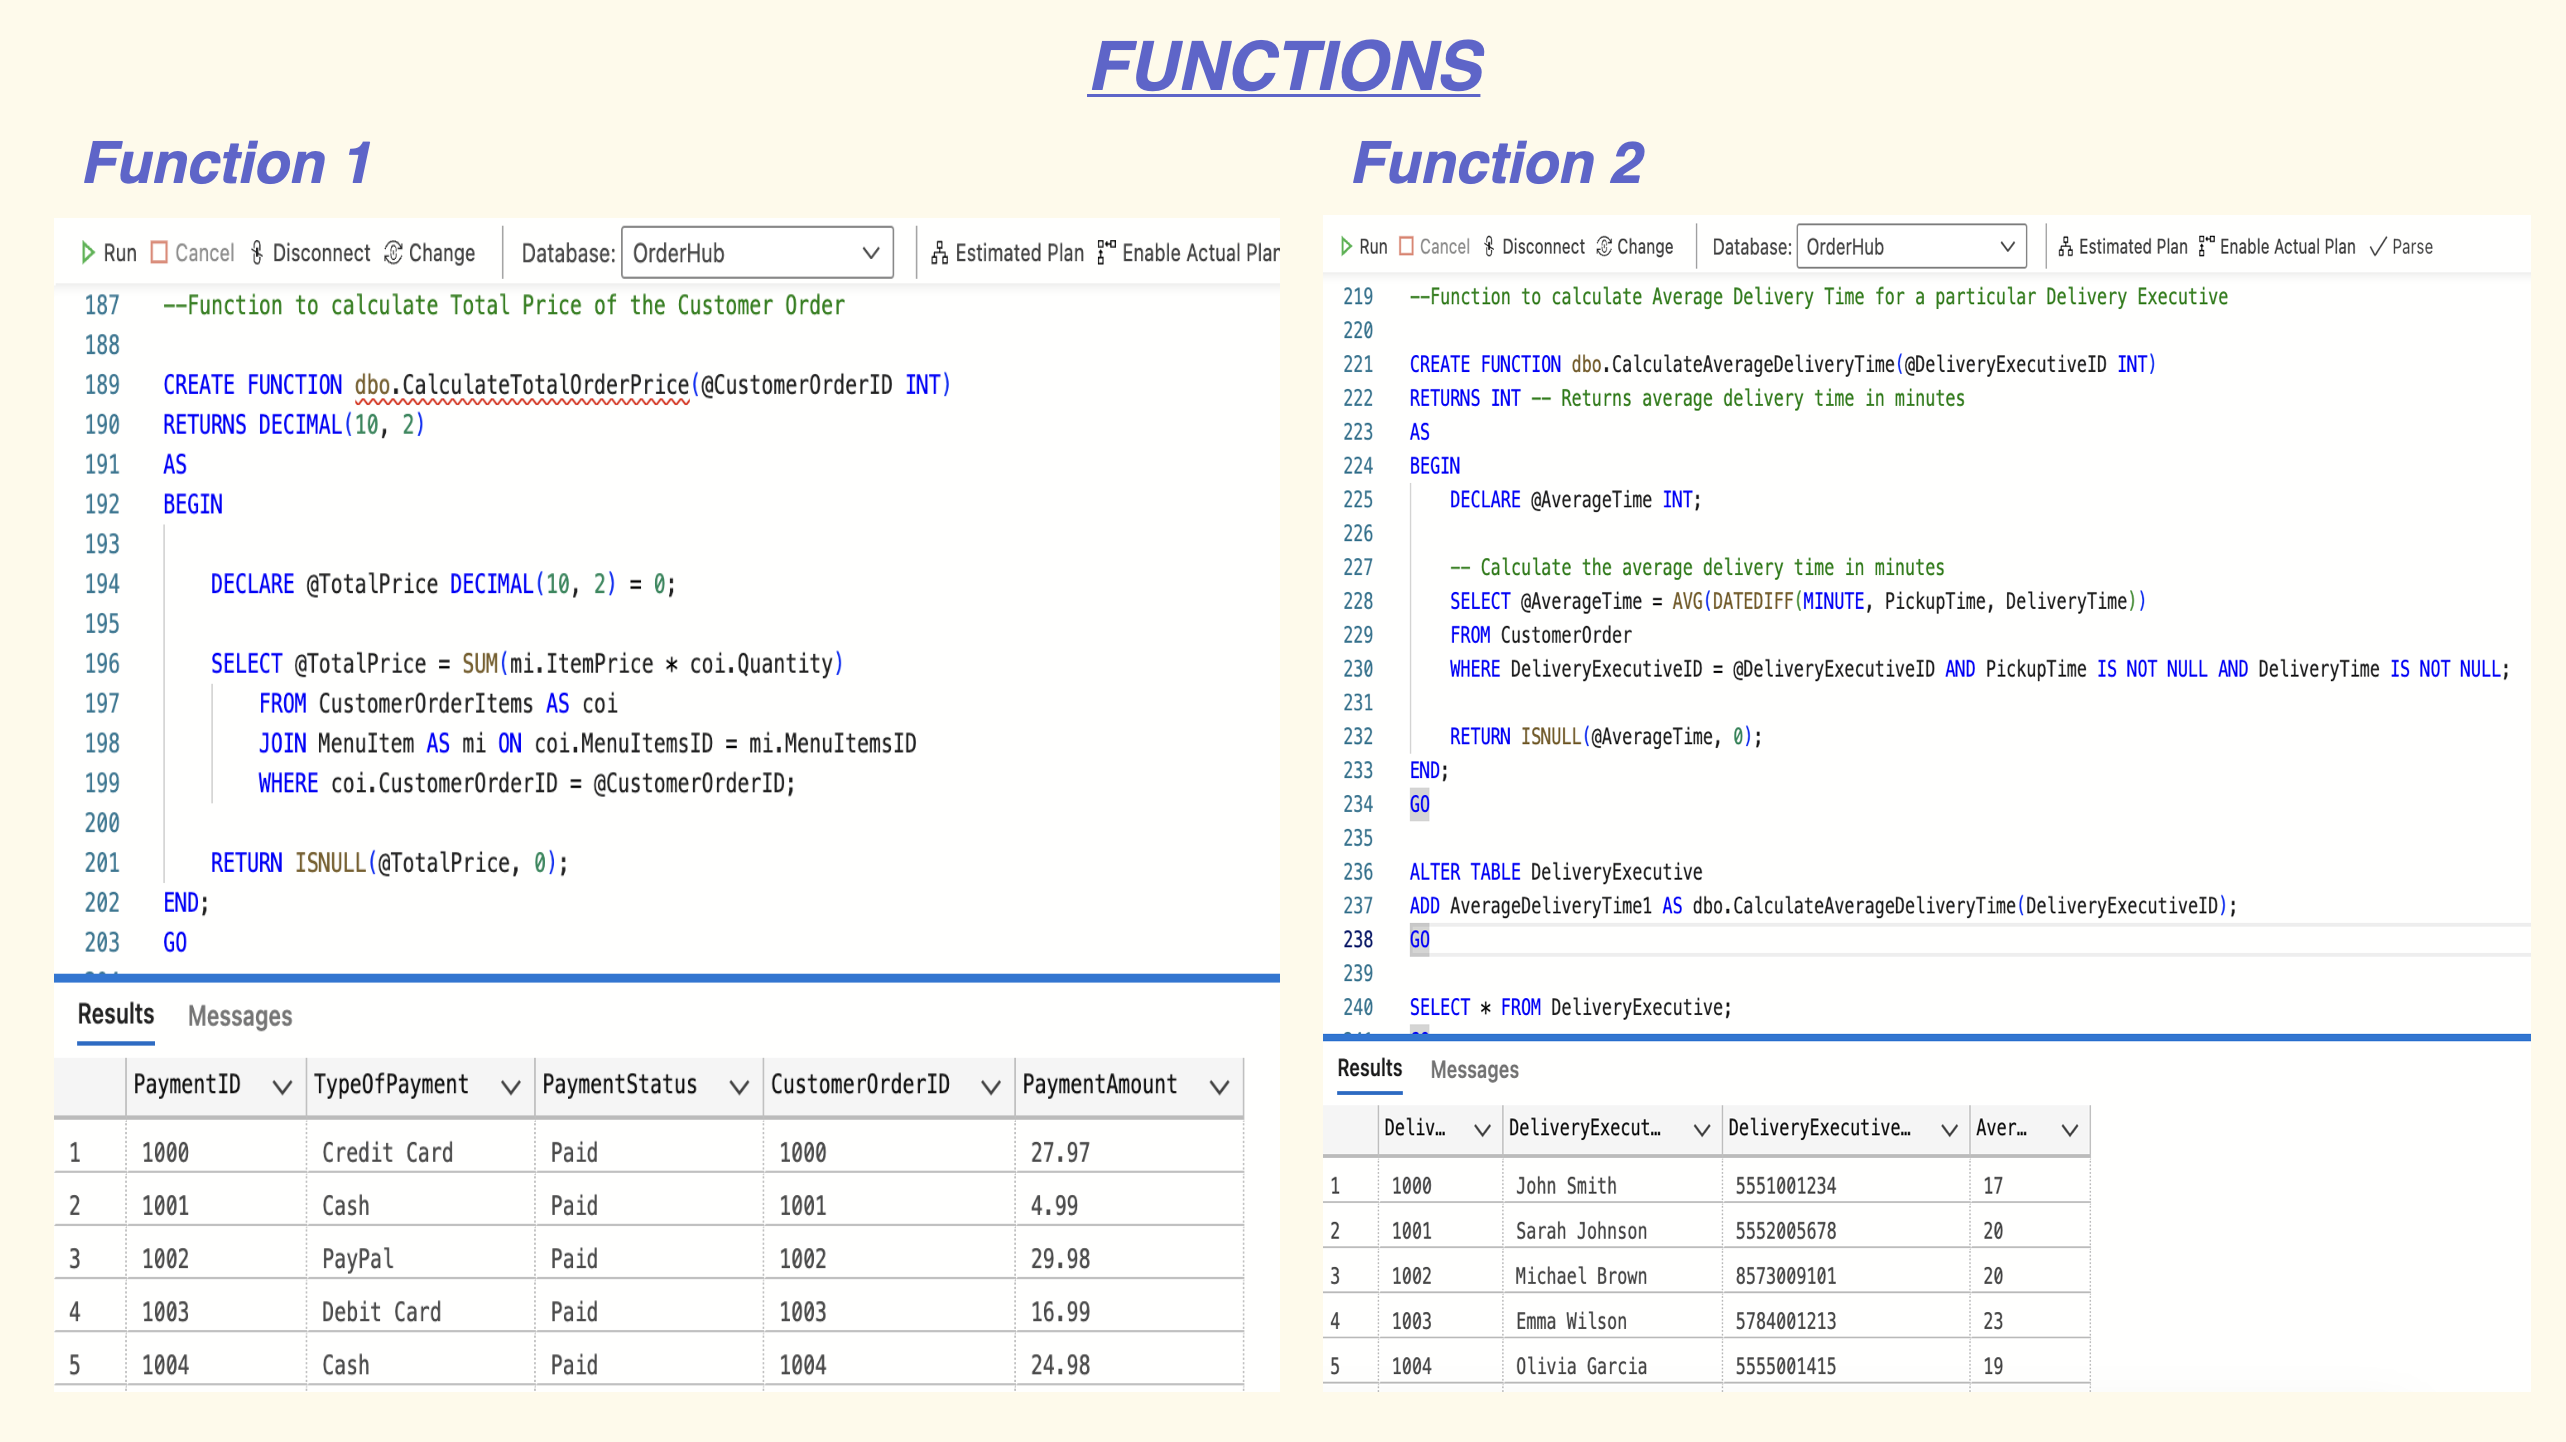 FUNCTIONS
Function 1
Run Cancel Disconnect Change Database: OrderHub Estimated Plan Enable Actual Plan
187 --Function to calculate Total Price of the Customer Order
188
189 CREATE FUNCTION dbo.CalculateTotalOrderPrice(@CustomerOrderID INT)
190 RETURNS DECIMAL(10, 2)
191 AS
192 BEGIN
193
194 DECLARE @TotalPrice DECIMAL(10, 2) = 0;
195
196 SELECT @TotalPrice = SUM(mi.ItemPrice * coi.Quantity)
197 FROM CustomerOrderItems AS coi
198 JOIN MenuItem AS mi ON coi.MenuItemsID = mi.MenuItemsID
199 WHERE coi.CustomerOrderID = @CustomerOrderID;
200
201 RETURN ISNULL(@TotalPrice, 0);
202 END;
203 GO
Results Messages
PaymentID TypeOfPayment PaymentStatus CustomerOrderID PaymentAmount
1 1000 Credit Card Paid 1000 27.97
2 1001 Cash Paid 1001 4.99
3 1002 PayPal Paid 1002 29.98
4 1003 Debit Card Paid 1003 16.99
5 1004 Cash Paid 1004 24.98
Function 2
Run Cancel Disconnect Change Database: OrderHub Estimated Plan Enable Actual Plan Parse
219 --Function to calculate Average Delivery Time for a particular Delivery Executive
220
221 CREATE FUNCTION dbo.CalculateAverageDeliveryTime(@DeliveryExecutiveID INT)
222 RETURNS INT -- Returns average delivery time in minutes
223 AS
224 BEGIN
225 DECLARE @AverageTime INT;
226
227 -- Calculate the average delivery time in minutes
228 SELECT @AverageTime = AVG(DATEDIFF(MINUTE, PickupTime, DeliveryTime))
229 FROM CustomerOrder
230 WHERE DeliveryExecutiveID = @DeliveryExecutiveID AND PickupTime IS NOT NULL AND DeliveryTime IS NOT NULL;
231
232 RETURN ISNULL(@AverageTime, 0);
233 END;
234 GO
235
236 ALTER TABLE DeliveryExecutive
237 ADD AverageDeliveryTime1 AS dbo.CalculateAverageDeliveryTime(DeliveryExecutiveID);
238 GO
239
240 SELECT * FROM DeliveryExecutive;
Results Messages
Deliv… DeliveryExecut… DeliveryExecutive… Aver…
1 1000 John Smith 5551001234 17
2 1001 Sarah Johnson 5552005678 20
3 1002 Michael Brown 8573009101 20
4 1003 Emma Wilson 5784001213 23
5 1004 Olivia Garcia 5555001415 19